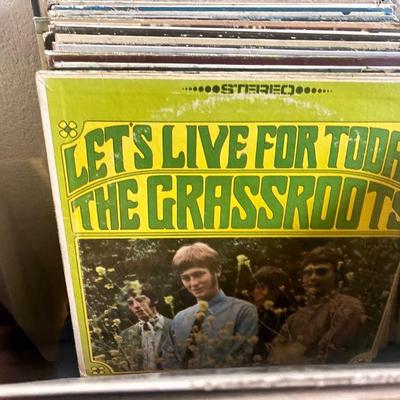 STEREO
LET'S LIVE FOR TODA
THE GRASSROOTS